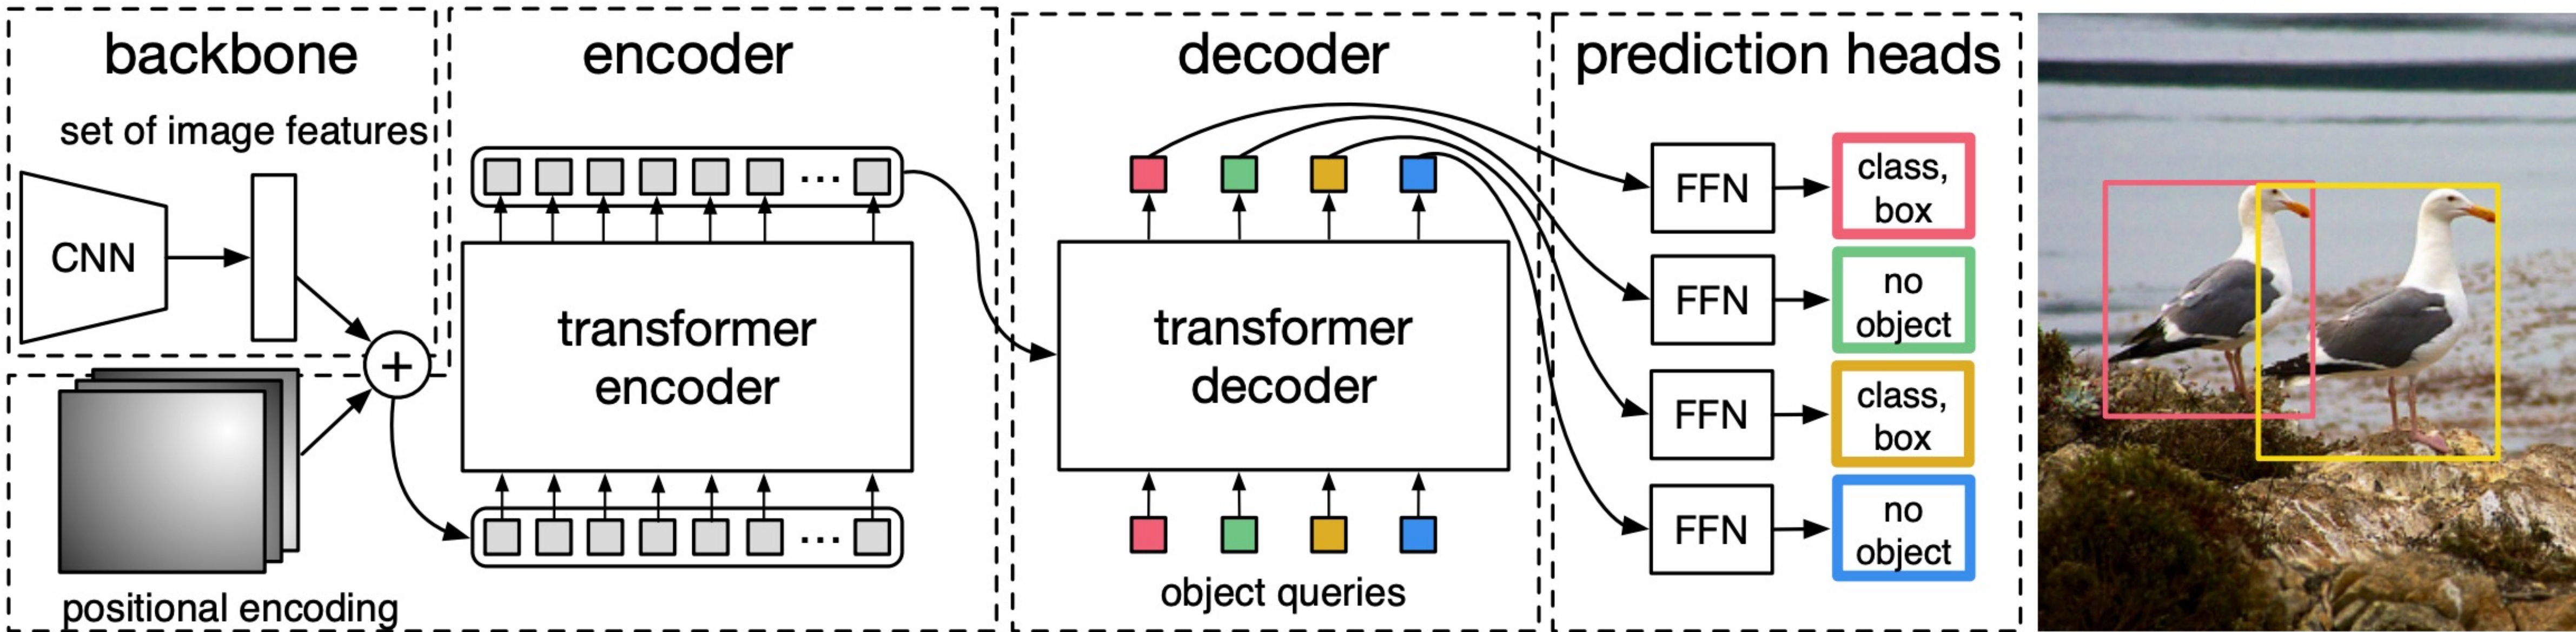 backbone
set of image features
CNN
positional encoding
+
encoder
...
transformer
encoder
...
decoder
transformer
decoder
object queries
prediction heads
FFN
class,
box
FFN
no
object
FFN
class,
box
FFN
no
object